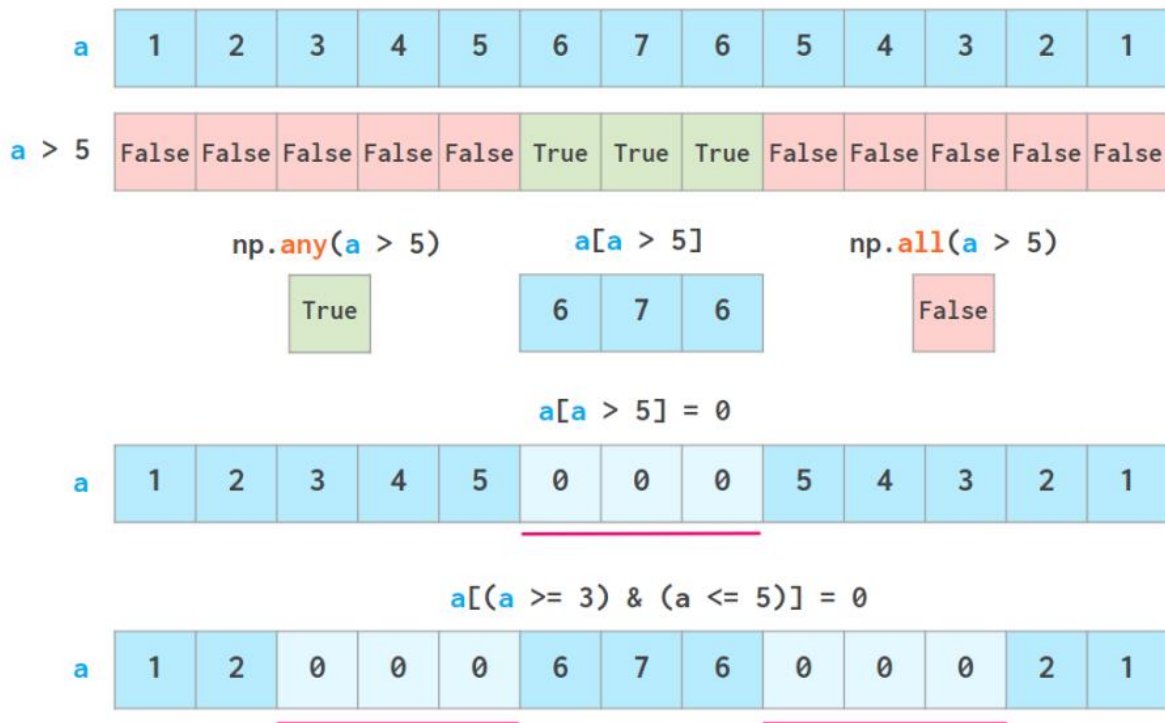 a 1 2 3 4 5 6 7 6 5 4 3 2 1
a > 5 False False False False False True True True False False False False False
np.any(a > 5) a[a > 5] np.all(a > 5)
True 6 7 6 False
a[a > 5] = 0
a 1 2 3 4 5 0 0 0 5 4 3 2 1
a[(a >= 3) & (a <= 5)] = 0
a 1 2 0 0 0 6 7 6 0 0 0 2 1